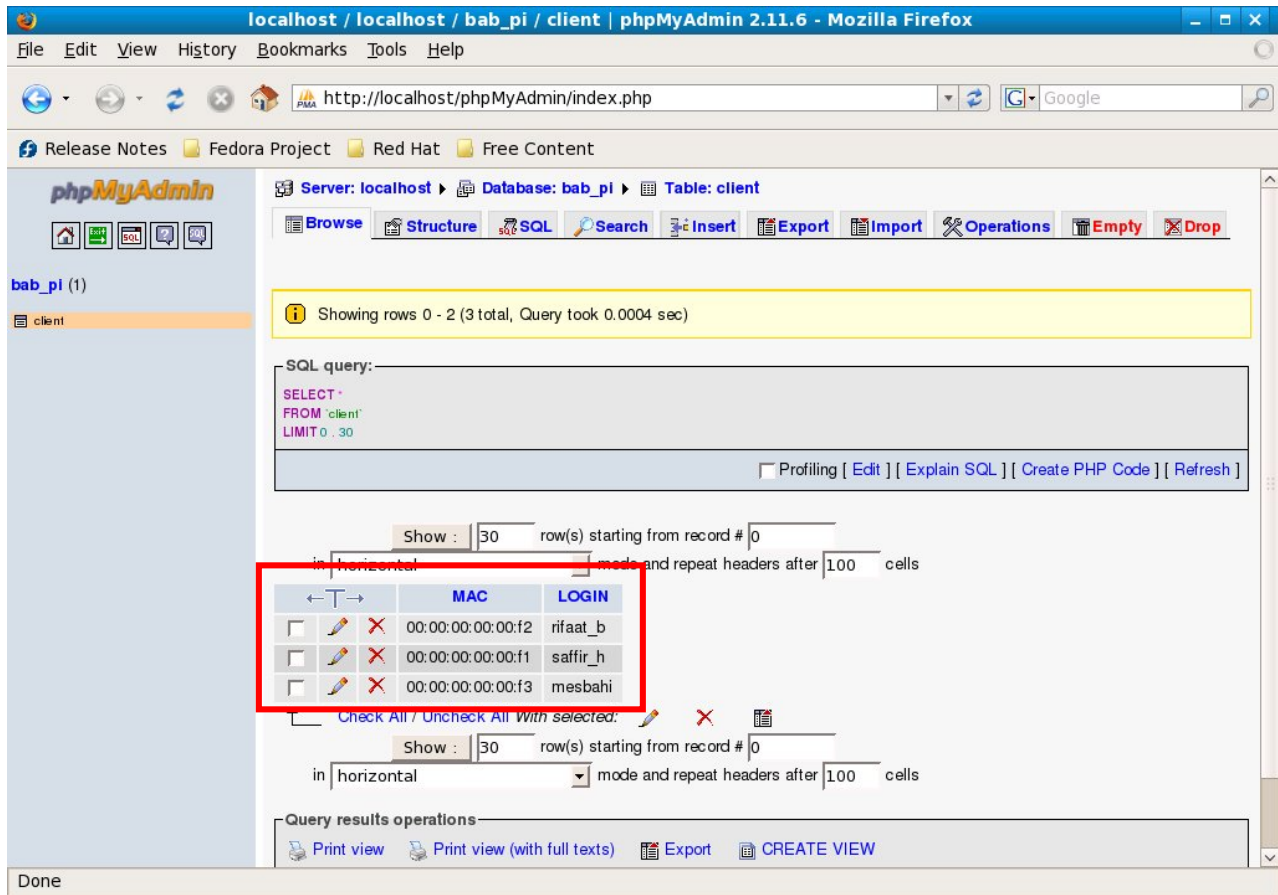 localhost / localhost / bab_pi / client | phpMyAdmin 2.11.6 - Mozilla Firefox
File Edit View History Bookmarks Tools Help
PMA http://localhost/phpMyAdmin/index.php G Google
Release Notes Fedora Project Red Hat Free Content
phpMyAdmin
Exit SQL ? SQL
bab_pi (1)
client
Server: localhost ▸ Database: bab_pi ▸ Table: client
Browse Structure SQL Search Insert Export Import Operations Empty Drop
Showing rows 0 - 2 (3 total, Query took 0.0004 sec)
SQL query:
SELECT *
FROM `client`
LIMIT 0 , 30
Profiling [ Edit ] [ Explain SQL ] [ Create PHP Code ] [ Refresh ]
Show : 30 row(s) starting from record # 0
in horizontal mode and repeat headers after 100 cells
←T→ MAC LOGIN
00:00:00:00:00:f2 rifaat_b
00:00:00:00:00:f1 saffir_h
00:00:00:00:00:f3 mesbahi
Check All / Uncheck All With selected:
Show : 30 row(s) starting from record # 0
in horizontal mode and repeat headers after 100 cells
Query results operations
Print view Print view (with full texts) Export CREATE VIEW
Done